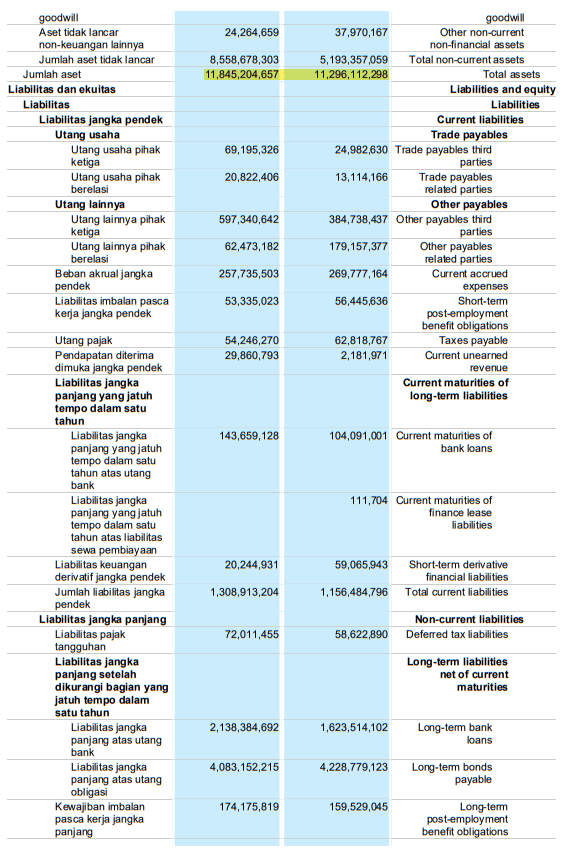 goodwill goodwill
Aset tidak lancar 24,264,659 37,970,167 Other non-current
non-keuangan lainnya non-financial assets
Jumlah aset tidak lancar 8,558,678,303 5,193,357,059 Total non-current assets
Jumlah aset 11,845,204,657 11,296,112,298 Total assets
Liabilitas dan ekuitas Liabilities and equity
Liabilitas Liabilities
Liabilitas jangka pendek Current liabilities
Utang usaha Trade payables
Utang usaha pihak 69,195,326 24,982,630 Trade payables third
ketiga parties
Utang usaha pihak 20,822,406 13,114,166 Trade payables
berelasi related parties
Utang lainnya Other payables
Utang lainnya pihak 597,340,642 384,738,437 Other payables third
ketiga parties
Utang lainnya pihak 62,473,182 179,157,377 Other payables
berelasi related parties
Beban akrual jangka 257,735,503 269,777,164 Current accrued
pendek expenses
Liabilitas imbalan pasca 53,335,023 56,445,636 Short-term
kerja jangka pendek post-employment
benefit obligations
Utang pajak 54,246,270 62,818,767 Taxes payable
Pendapatan diterima 29,860,793 2,181,971 Current unearned
dimuka jangka pendek revenue
Liabilitas jangka Current maturities of
panjang yang jatuh long-term liabilities
tempo dalam satu
tahun
Liabilitas jangka 143,659,128 104,091,001 Current maturities of
panjang yang jatuh bank loans
tempo dalam satu
tahun atas utang
bank
Liabilitas jangka 111,704 Current maturities of
panjang yang jatuh finance lease
tempo dalam satu liabilities
tahun atas liabilitas
sewa pembiayaan
Liabilitas keuangan 20,244,931 59,065,943 Short-term derivative
derivatif jangka pendek financial liabilities
Jumlah liabilitas jangka 1,308,913,204 1,156,484,796 Total current liabilities
pendek
Liabilitas jangka panjang Non-current liabilities
Liabilitas pajak 72,011,455 58,622,890 Deferred tax liabilities
tangguhan
Liabilitas jangka Long-term liabilities
panjang setelah net of current
dikurangi bagian yang maturities
jatuh tempo dalam
satu tahun
Liabilitas jangka 2,138,384,692 1,623,514,102 Long-term bank
panjang atas utang loans
bank
Liabilitas jangka 4,083,152,215 4,228,779,123 Long-term bonds
panjang atas utang payable
obligasi
Kewajiban imbalan 174,175,819 159,529,045 Long-term
pasca kerja jangka post-employment
panjang benefit obligations